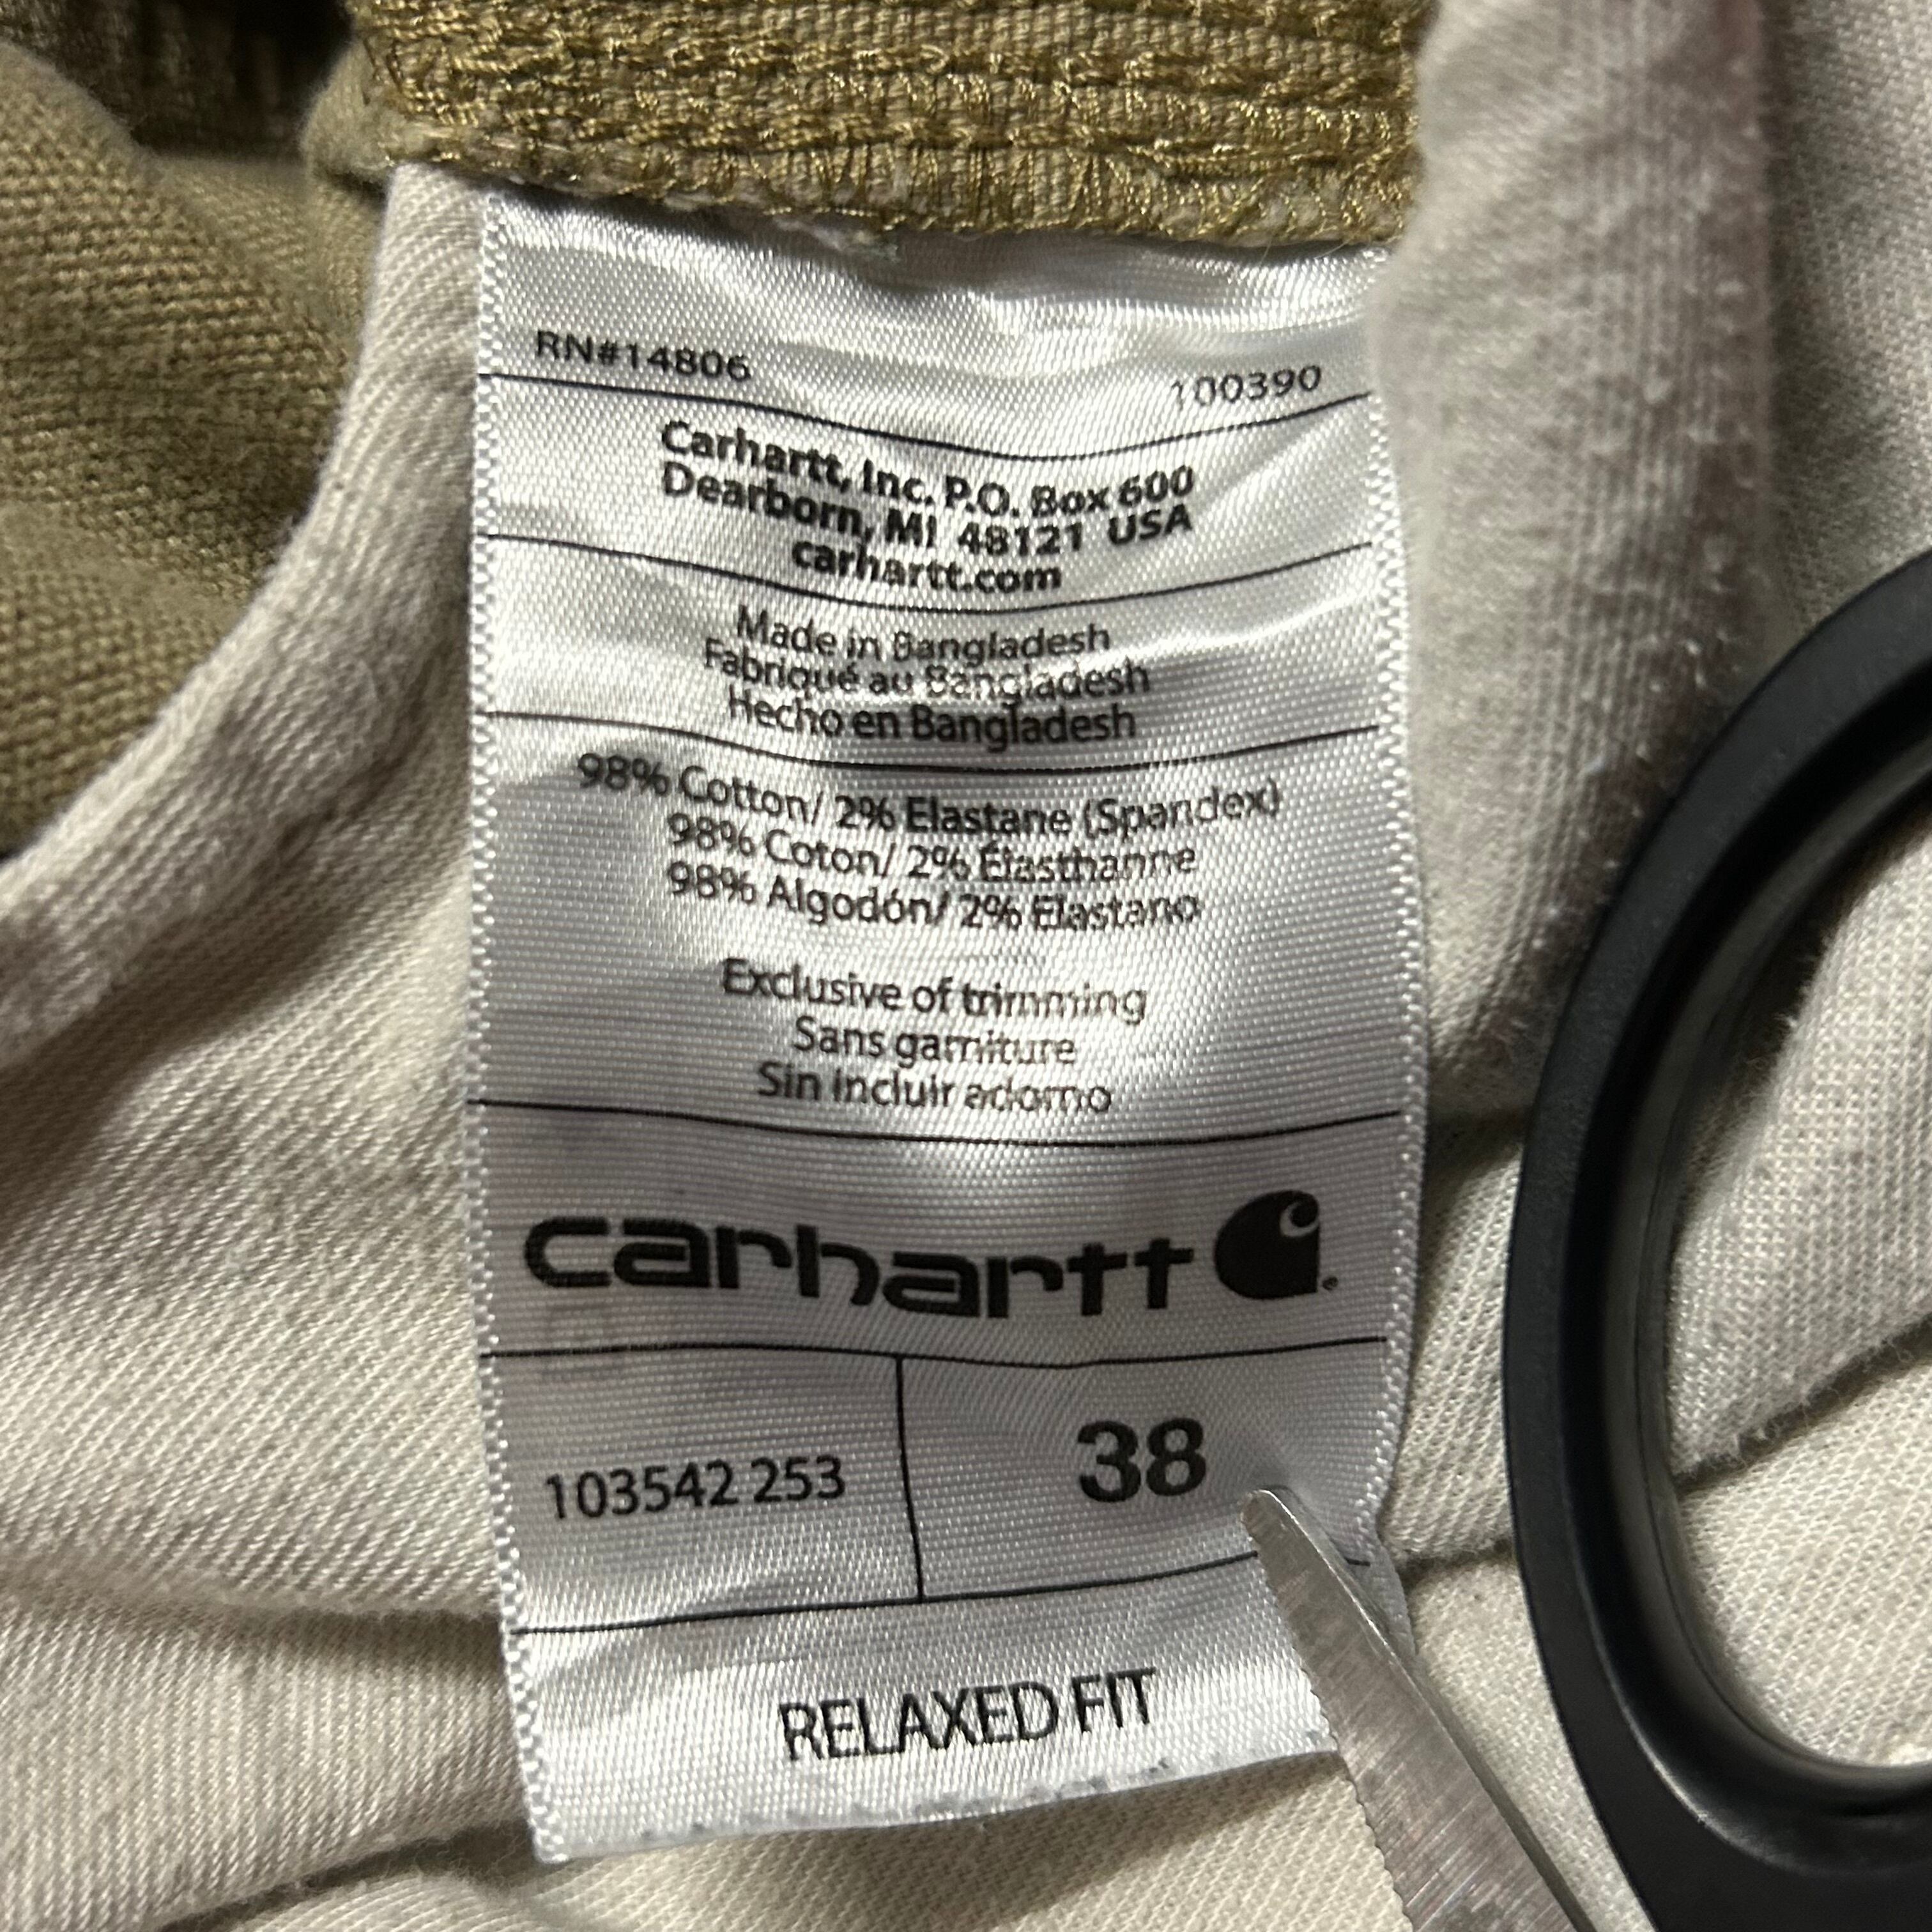 RN#14806
100390
Carhartt, Inc. P.O. Box 600
Dearborn, MI 48121 USA
carhartt.com
Made in Bangladesh
Fabriqué au Bangladesh
Hecho en Bangladesh
98% Cotton/ 2% Elastane (Spandex)
98% Coton/ 2% Élasthanne
98% Algodón/ 2% Elastano
Exclusive of trimming
Sans garniture
Sin incluir adorno
carhartt
103542 253
38
RELAXED FIT